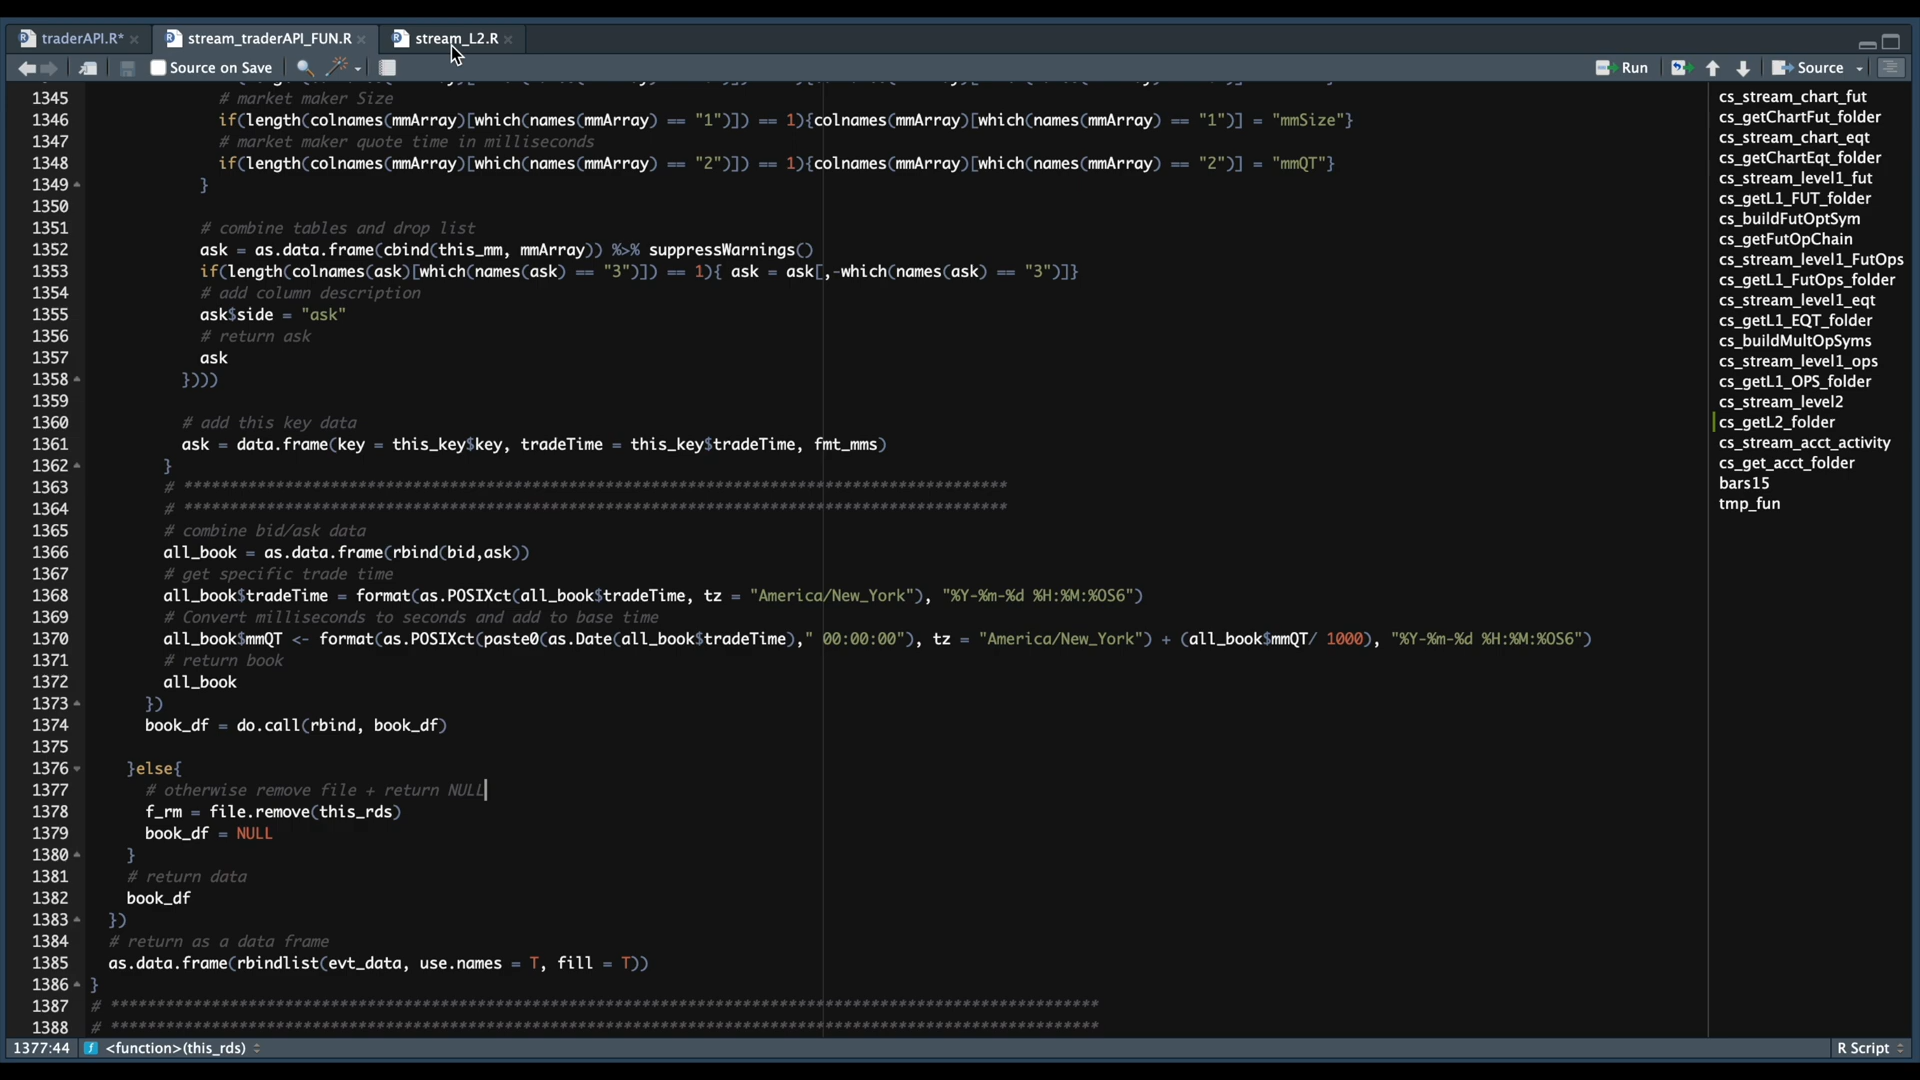 traderAPI.R* × stream_traderAPI_FUN.R × stream_L2.R ×
Source on Save Run Source
1345 # market maker Size
1346 if(length(colnames(mmArray)[which(names(mmArray) == "1")]) == 1){colnames(mmArray)[which(names(mmArray) == "1")] = "mmSize"}
1347 # market maker quote time in milliseconds
1348 if(length(colnames(mmArray)[which(names(mmArray) == "2")]) == 1){colnames(mmArray)[which(names(mmArray) == "2")] = "mmQT"}
1349 }
1350
1351 # combine tables and drop list
1352 ask = as.data.frame(cbind(this_mm, mmArray)) %>% suppressWarnings()
1353 if(length(colnames(ask)[which(names(ask) == "3")]) == 1){ ask = ask[,-which(names(ask) == "3")]}
1354 # add column description
1355 ask$side = "ask"
1356 # return ask
1357 ask
1358 }))))
1359
1360 # add this key data
1361 ask = data.frame(key = this_key$key, tradeTime = this_key$tradeTime, fmt_mms)
1362 }
1363 # ******************************************************************************************
1364 # ******************************************************************************************
1365 # combine bid/ask data
1366 all_book = as.data.frame(rbind(bid,ask))
1367 # get specific trade time
1368 all_book$tradeTime = format(as.POSIXct(all_book$tradeTime, tz = "America/New_York"), "%Y-%m-%d %H:%M:%OS6")
1369 # Convert milliseconds to seconds and add to base time
1370 all_book$mmQT <- format(as.POSIXct(paste0(as.Date(all_book$tradeTime)," 00:00:00"), tz = "America/New_York") + (all_book$mmQT/ 1000), "%Y-%m-%d %H:%M:%OS6")
1371 # return book
1372 all_book
1373 })
1374 book_df = do.call(rbind, book_df)
1375
1376 }else{
1377 # otherwise remove file + return NULL
1378 f_rm = file.remove(this_rds)
1379 book_df = NULL
1380 }
1381 # return data
1382 book_df
1383 })
1384 # return as a data frame
1385 as.data.frame(rbindlist(evt_data, use.names = T, fill = T))
1386 }
1387 # ************************************************************************************************************
1388 # ************************************************************************************************************
cs_stream_chart_fut
cs_getChartFut_folder
cs_stream_chart_eqt
cs_getChartEqt_folder
cs_stream_level1_fut
cs_getL1_FUT_folder
cs_buildFutOptSym
cs_getFutOpChain
cs_stream_level1_FutOps
cs_getL1_FutOps_folder
cs_stream_level1_eqt
cs_getL1_EQT_folder
cs_buildMultOpSyms
cs_stream_level1_ops
cs_getL1_OPS_folder
cs_stream_level2
cs_getL2_folder
cs_stream_acct_activity
cs_get_acct_folder
bars15
tmp_fun
1377:44 <function>(this_rds) R Script